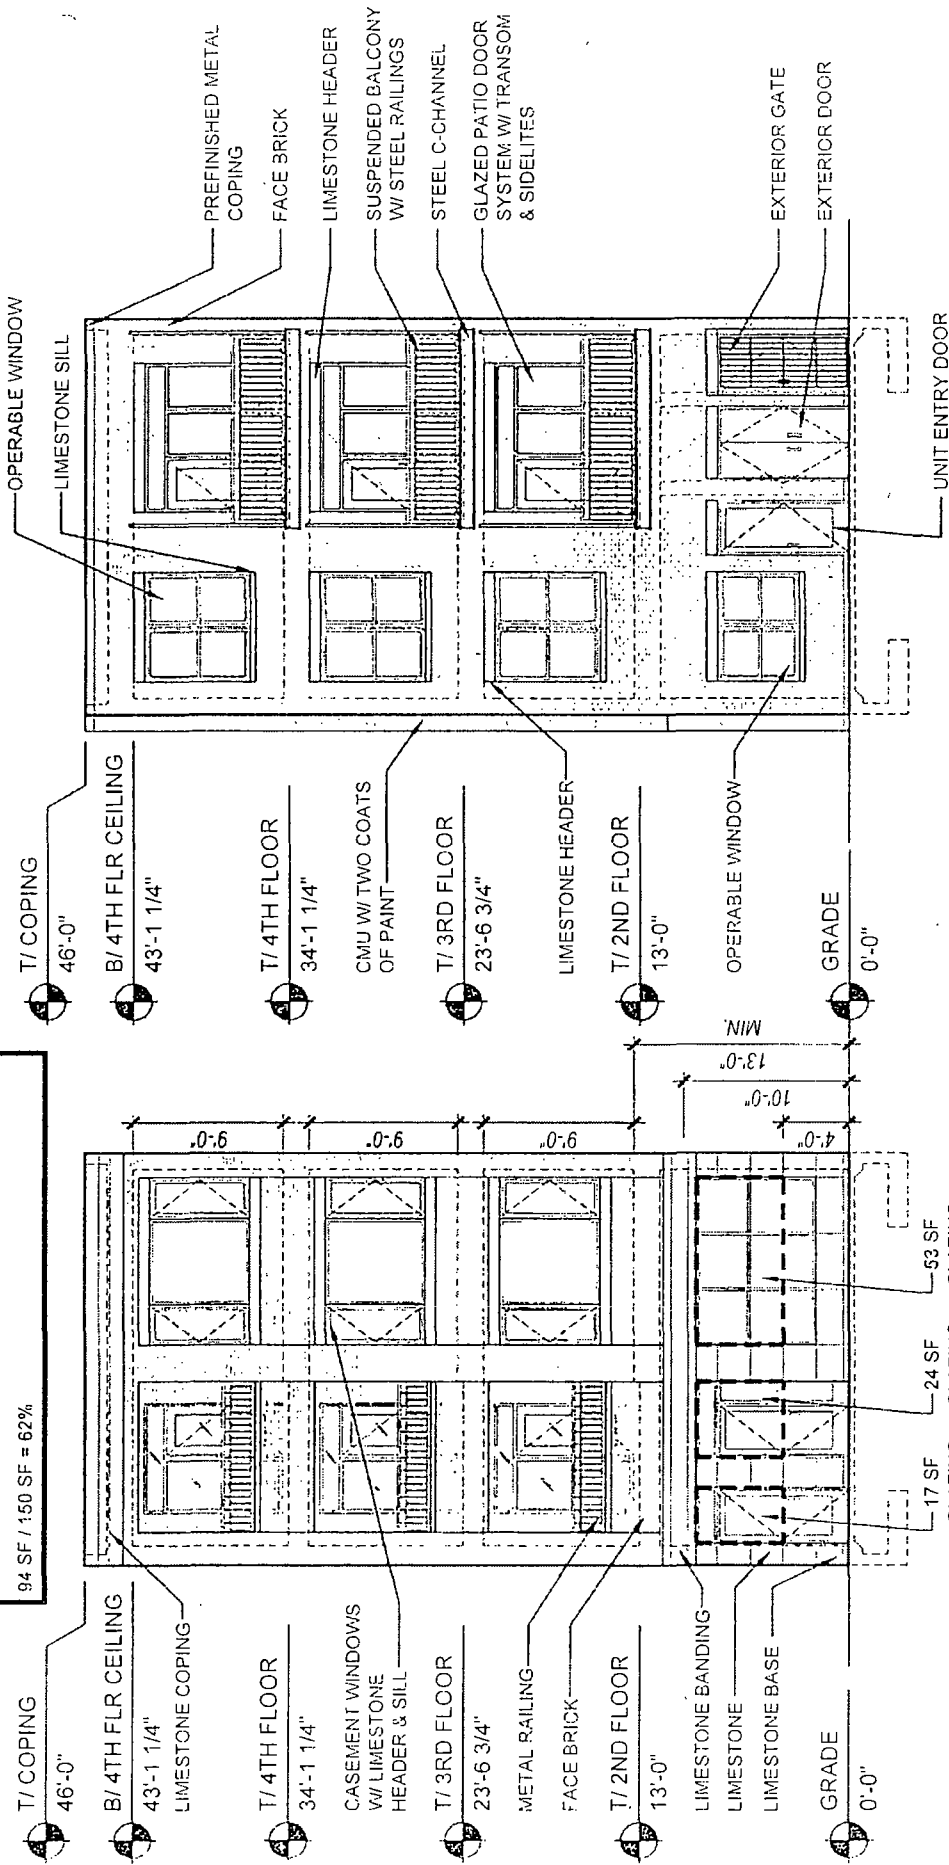 94 SF / 150 SF = 62%
T/ COPING
46'-0"
B/ 4TH FLR CEILING
43'-1 1/4"
LIMESTONE COPING
T/ 4TH FLOOR
34'-1 1/4"
CASEMENT WINDOWS
W/ LIMESTONE
HEADER & SILL
T/ 3RD FLOOR
23'-6 3/4"
METAL RAILING
FACE BRICK
T/ 2ND FLOOR
13'-0"
LIMESTONE BANDING
LIMESTONE
LIMESTONE BASE
GRADE
0'-0"
17 SF
24 SF
53 SF
9'-0"
9'-0"
9'-0"
4'-0"
10'-0"
13'-0"
MIN.
T/ COPING
46'-0"
B/ 4TH FLR CEILING
43'-1 1/4"
T/ 4TH FLOOR
34'-1 1/4"
CMU W/ TWO COATS
OF PAINT
T/ 3RD FLOOR
23'-6 3/4"
LIMESTONE HEADER
T/ 2ND FLOOR
13'-0"
OPERABLE WINDOW
GRADE
0'-0"
OPERABLE WINDOW
LIMESTONE SILL
PREFINISHED METAL
COPING
FACE BRICK
LIMESTONE HEADER
SUSPENDED BALCONY
W/ STEEL RAILINGS
STEEL C-CHANNEL
GLAZED PATIO DOOR
SYSTEM W/ TRANSOM
& SIDELITES
EXTERIOR GATE
EXTERIOR DOOR
UNIT ENTRY DOOR